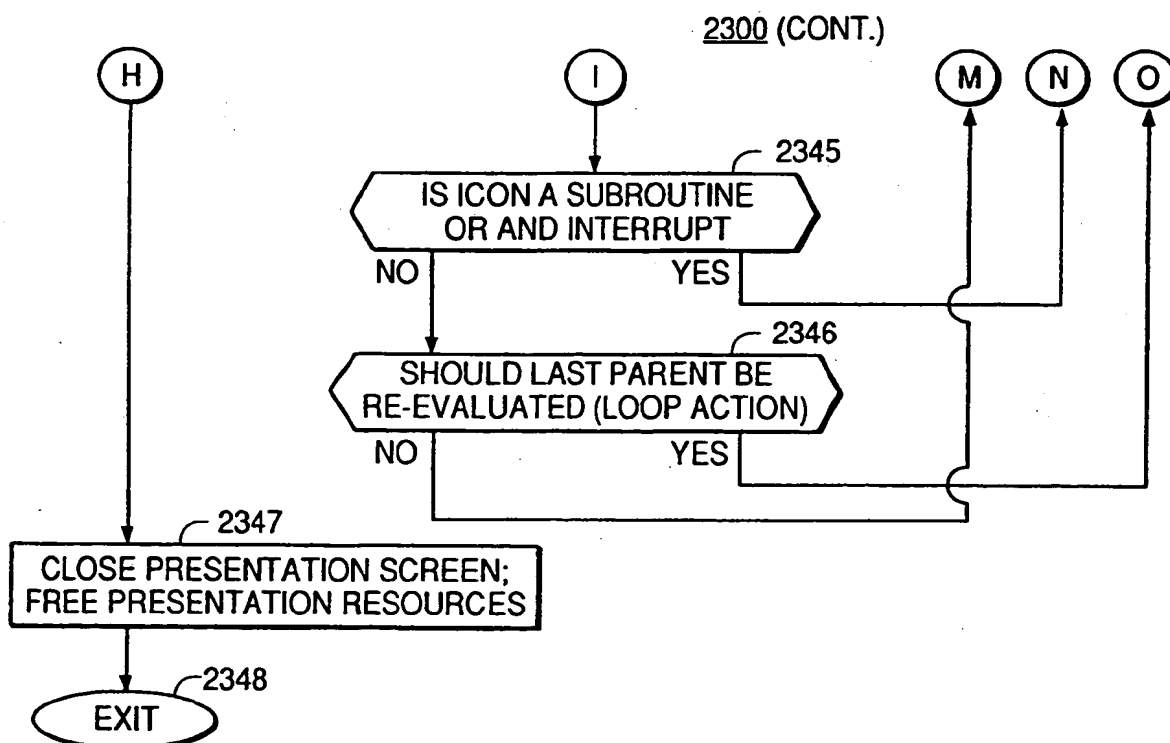 2300 (CONT.)
H
I
M
N
O
2345
IS ICON A SUBROUTINE
OR AND INTERRUPT
NO
YES
2346
SHOULD LAST PARENT BE
RE-EVALUATED (LOOP ACTION)
NO
YES
2347
CLOSE PRESENTATION SCREEN;
FREE PRESENTATION RESOURCES
2348
EXIT